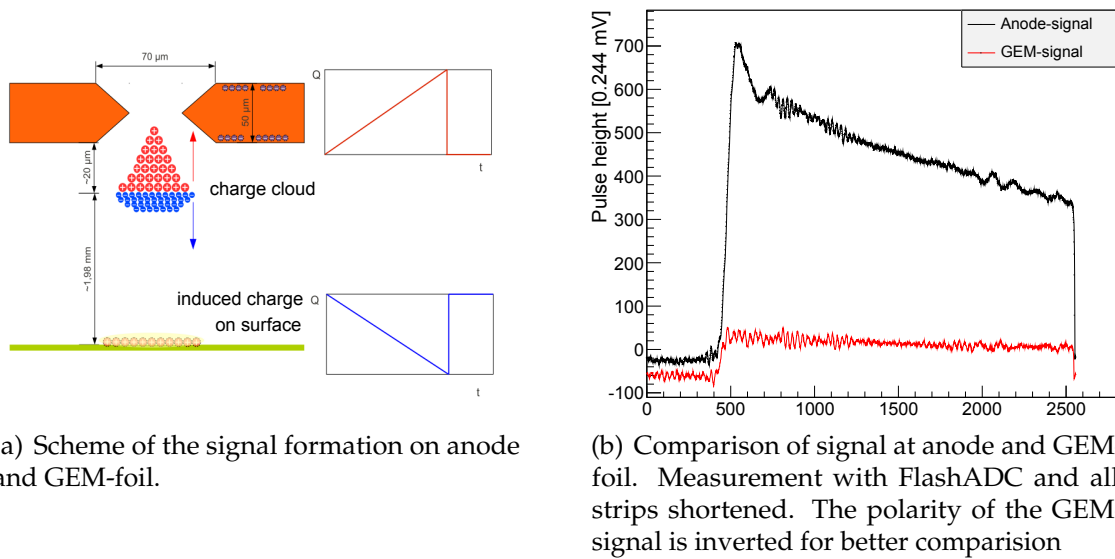 70 µm
50 µm
~20 µm
charge cloud
~1,98 mm
induced charge
on surface
Q
t
Q
t
Anode-signal
GEM-signal
Pulse height [0.244 mV]
700
600
500
400
300
200
100
0
-100
0 500 1000 1500 2000 2500
a) Scheme of the signal formation on anode
and GEM-foil.
(b) Comparison of signal at anode and GEM
foil. Measurement with FlashADC and all
strips shortened. The polarity of the GEM
signal is inverted for better comparision